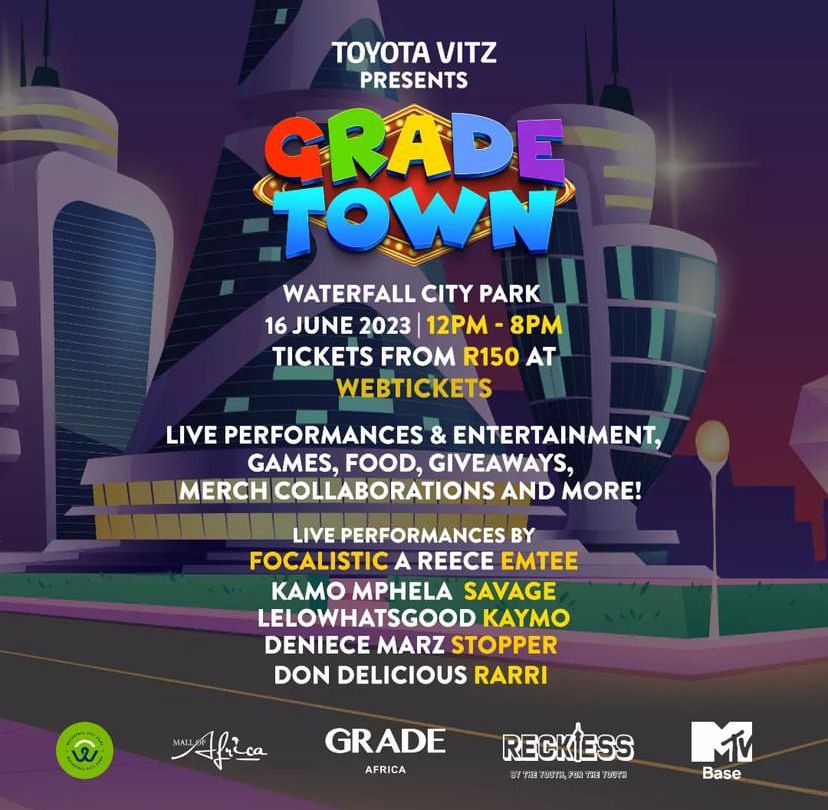 TOYOTA VITZ
PRESENTS
GRADE
TOWN
WATERFALL CITY PARK
16 JUNE 2023 | 12PM - 8PM
TICKETS FROM R150 AT
WEBTICKETS
LIVE PERFORMANCES & ENTERTAINMENT,
GAMES, FOOD, GIVEAWAYS,
MERCH COLLABORATIONS AND MORE!
LIVE PERFORMANCES BY
FOCALISTIC A REECE EMTEE
KAMO MPHELA SAVAGE
LELOWHATSGOOD KAYMO
DENIECE MARZ STOPPER
DON DELICIOUS RARRI
MALL OF Africa
GRADE
AFRICA
RECKLESS
BY THE YOUTH, FOR THE YOUTH
MTV
Base